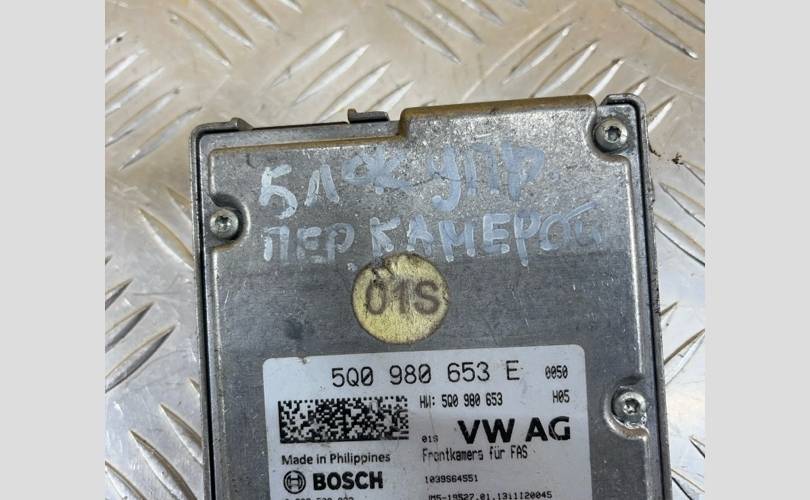 БЛОК УПР
ПЕР. КАМЕРОЙ
01S
5Q0 980 653 E 0050
HW: 5Q0 980 653 H05
01S VW AG
Made in Philippines Frontkamera für FAS
BOSCH 1039S64551